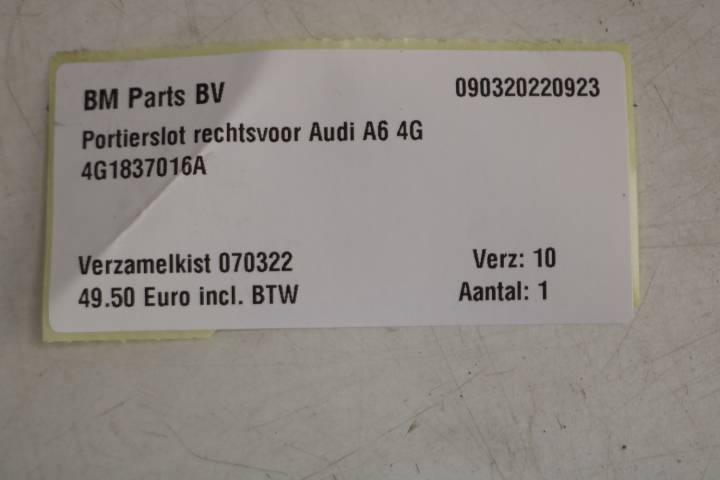 BM Parts BV 090320220923
Portierslot rechtsvoor Audi A6 4G
4G1837016A
Verzamelkist 070322 Verz: 10
49.50 Euro incl. BTW Aantal: 1